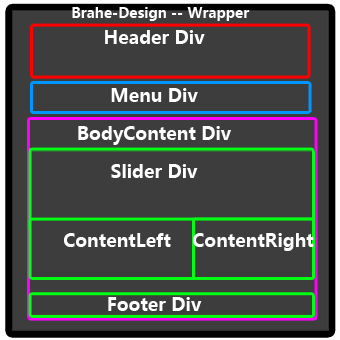 Brahe-Design -- Wrapper
Header Div
Menu Div
BodyContent Div
Slider Div
ContentLeft
ContentRight
Footer Div